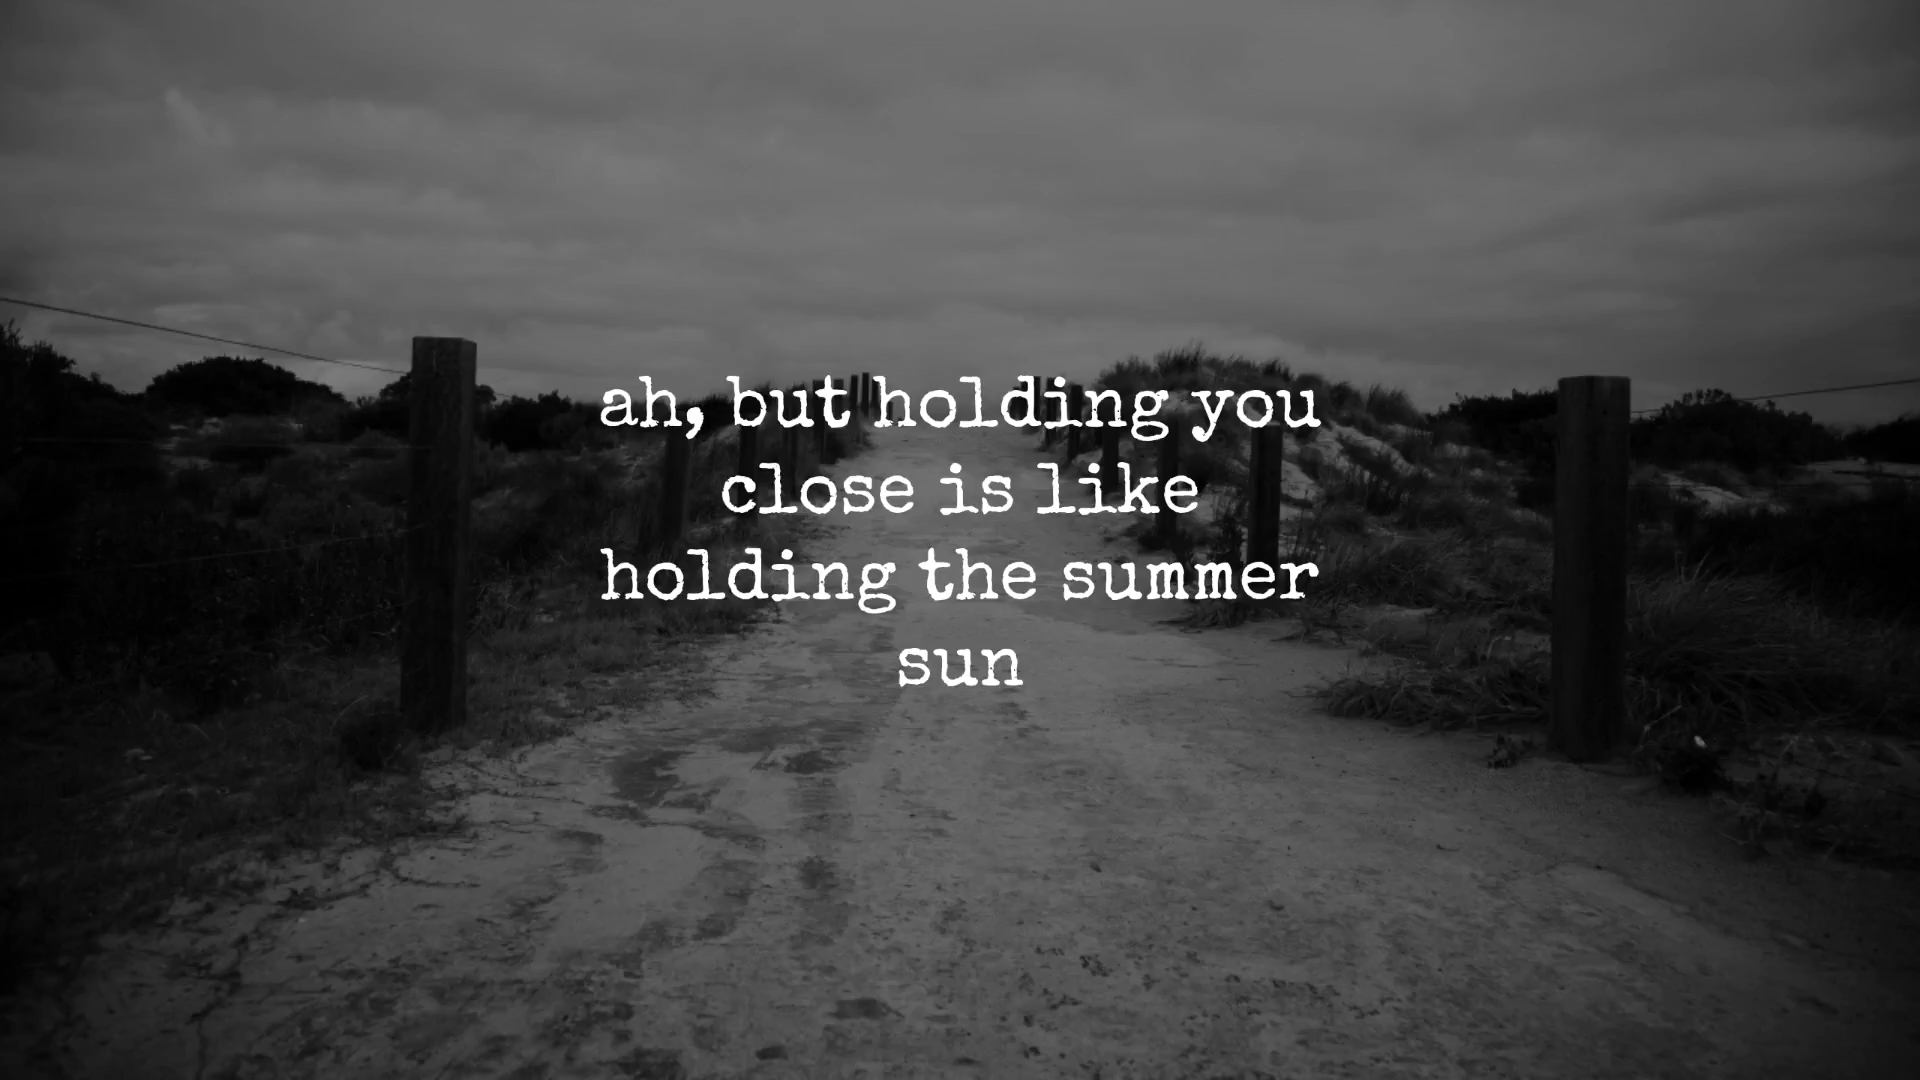 ah, but holding you
close is like
holding the summer
sun